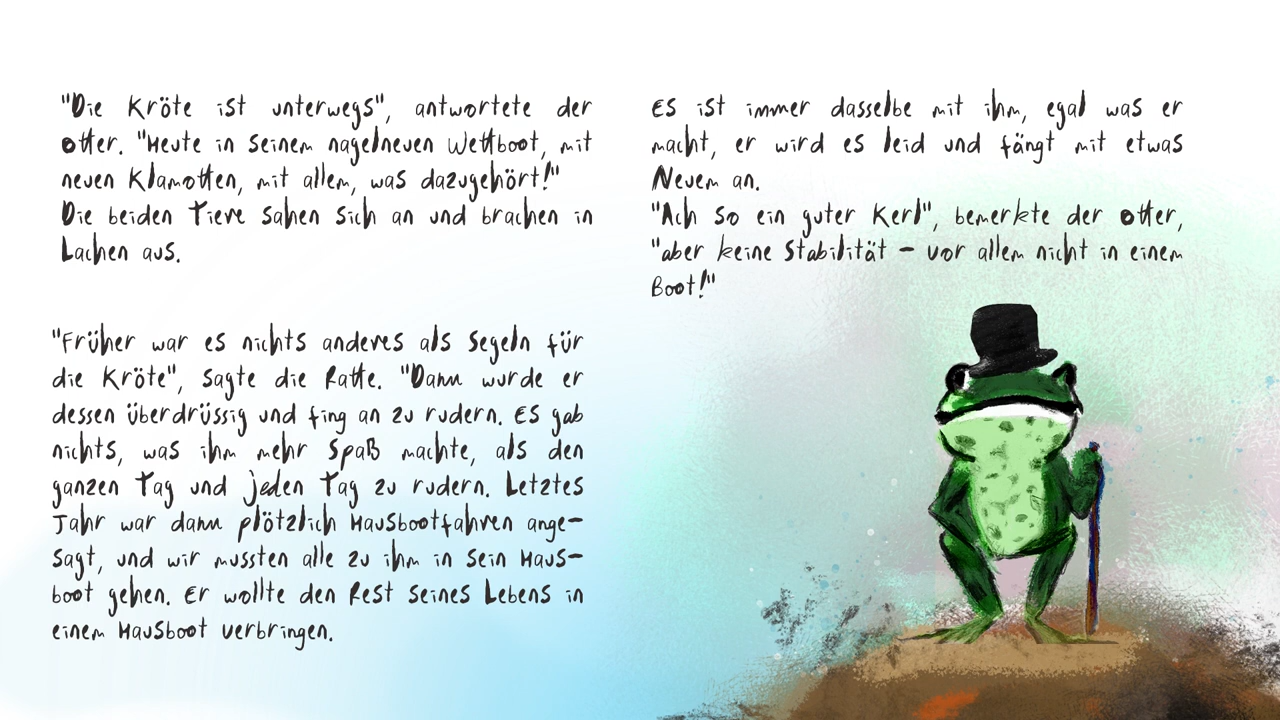 "Die Kröte ist unterwegs", antwortete der
Otter. "Heute in seinem nagelneuen Wettboot, mit
neuen Klamotten, mit allem, was dazugehört!"
Die beiden Tiere sahen sich an und brachen in
Lachen aus.
"Früher war es nichts anderes als Segeln für
die Kröte", sagte die Ratte. "Dann wurde er
dessen überdrüssig und fing an zu rudern. Es gab
nichts, was ihm mehr Spaß machte, als den
ganzen Tag und jeden Tag zu rudern. Letztes
Jahr war dann plötzlich Hausbootfahren ange-
sagt, und wir mussten alle zu ihm in sein Haus-
boot gehen. Er wollte den Rest seines Lebens in
einem Hausboot verbringen.
Es ist immer dasselbe mit ihm, egal was er
macht, er wird es leid und fängt mit etwas
Neuem an.
"Ach so ein guter Kerl", bemerkte der Otter,
"aber keine Stabilität – vor allem nicht in einem
Boot!"